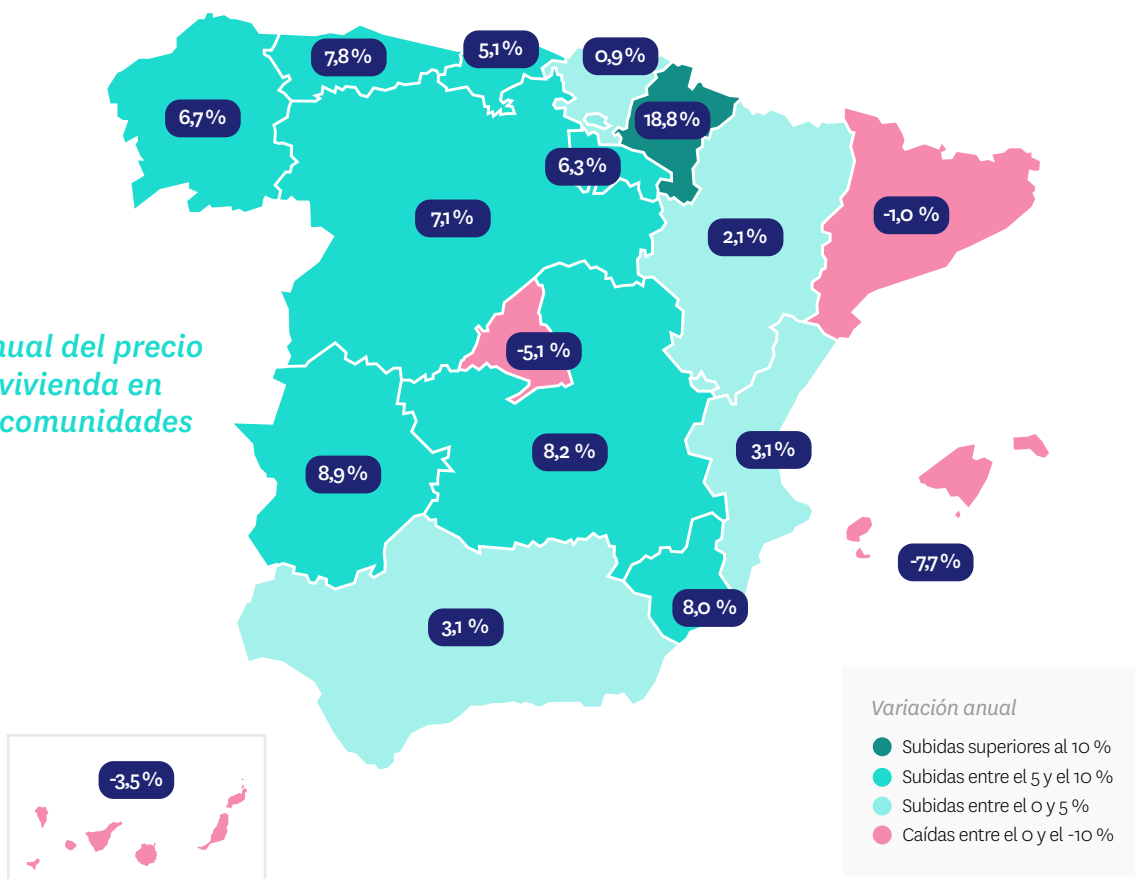 5,1 %
0,9 %
7,8 %
6,7 %
18,8 %
6,3 %
7,1 %
-1,0 %
2,1 %
nual del precio
vivienda en
comunidades
-5,1 %
8,2 %
3,1 %
8,9 %
-7,7 %
8,0 %
3,1 %
-3,5 %
Variación anual
Subidas superiores al 10 %
Subidas entre el 5 y el 10 %
Subidas entre el 0 y 5 %
Caídas entre el 0 y el -10 %